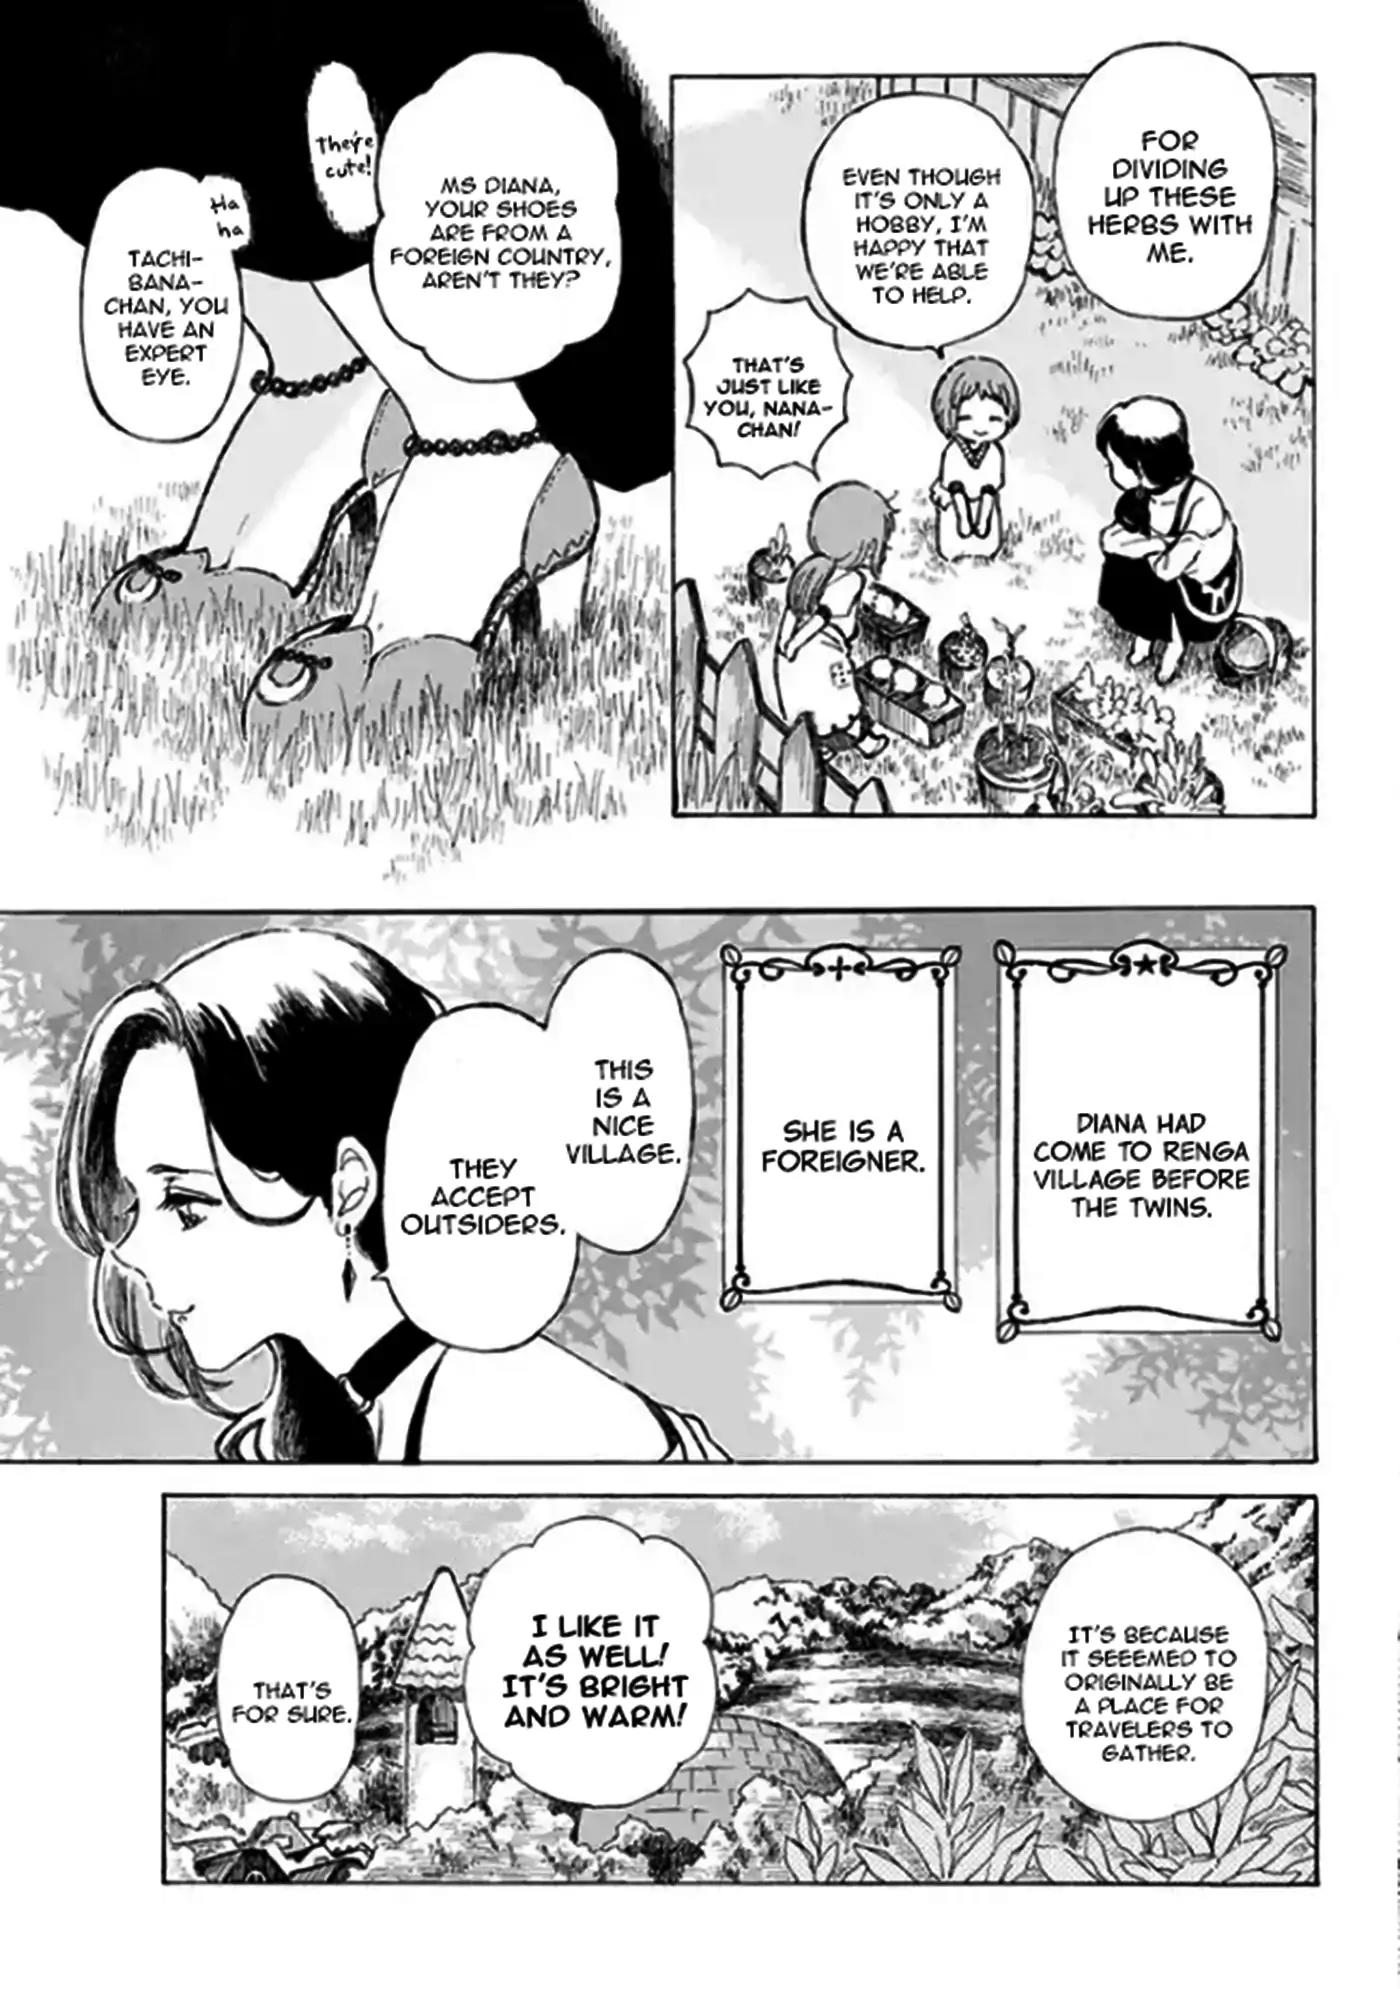 FOR
DIVIDING
UP THESE
HERBS WITH
ME.
EVEN THOUGH
IT'S ONLY A
HOBBY, I'M
HAPPY THAT
WE'RE ABLE
TO HELP.
THAT'S
JUST LIKE
YOU, NANA-
CHAN!
MS DIANA,
YOUR SHOES
ARE FROM A
FOREIGN COUNTRY,
AREN'T THEY?
They're
cute!
Ha
ha
TACHI-
BANA-
CHAN, YOU
HAVE AN
EXPERT
EYE.
DIANA HAD
COME TO RENGA
VILLAGE BEFORE
THE TWINS.
SHE IS A
FOREIGNER.
THIS
IS A
NICE
VILLAGE.
THEY
ACCEPT
OUTSIDERS.
IT'S BECAUSE
IT SEEEMED TO
ORIGINALLY BE
A PLACE FOR
TRAVELERS TO
GATHER.
I LIKE IT
AS WELL!
IT'S BRIGHT
AND WARM!
THAT'S
FOR SURE.